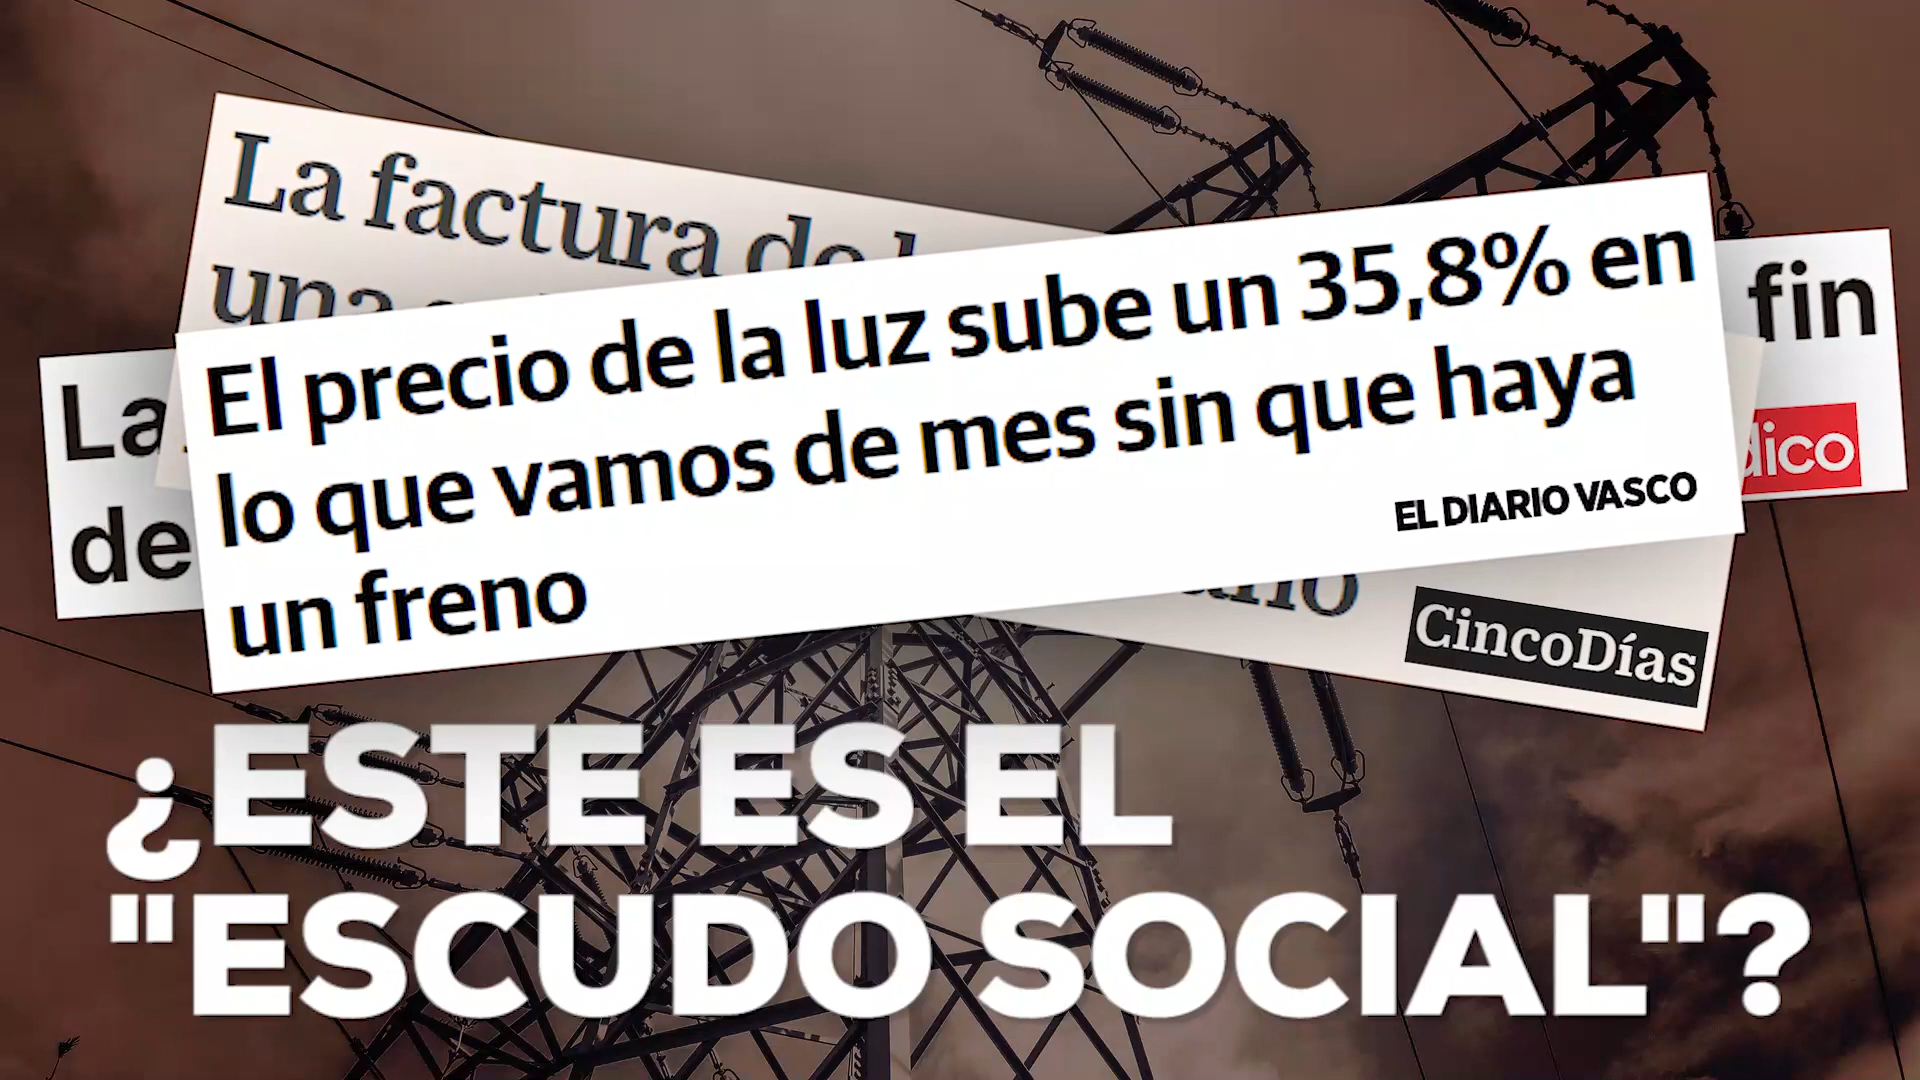 La factura de
una
El precio de la luz sube un 35,8% en
lo que vamos de mes sin que haya
un freno
EL DIARIO VASCO
La
de
fin
CincoDías
¿ESTE ES EL
"ESCUDO SOCIAL"?